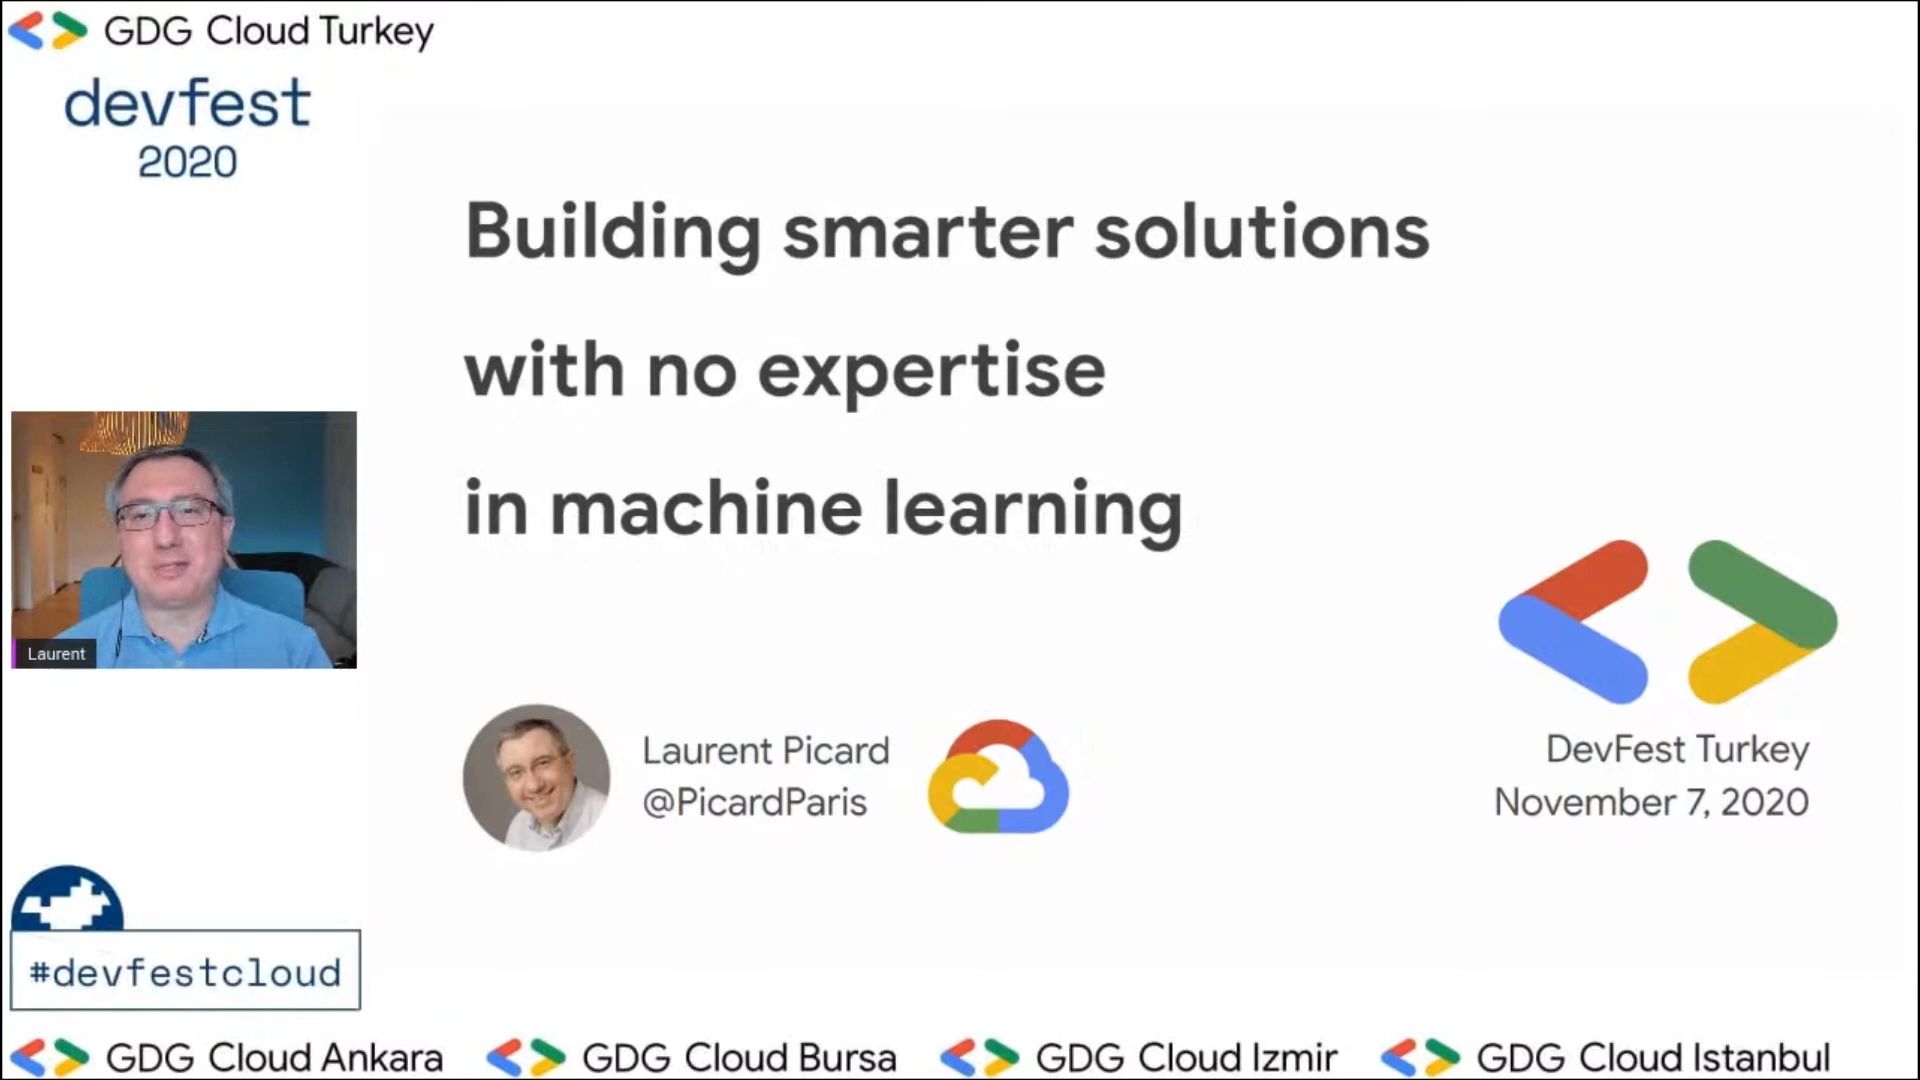 GDG Cloud Turkey
devfest
2020
Building smarter solutions
with no expertise
in machine learning
Laurent
Laurent Picard
@PicardParis
DevFest Turkey
November 7, 2020
#devfestcloud
GDG Cloud Ankara
GDG Cloud Bursa
GDG Cloud Izmir
GDG Cloud Istanbul